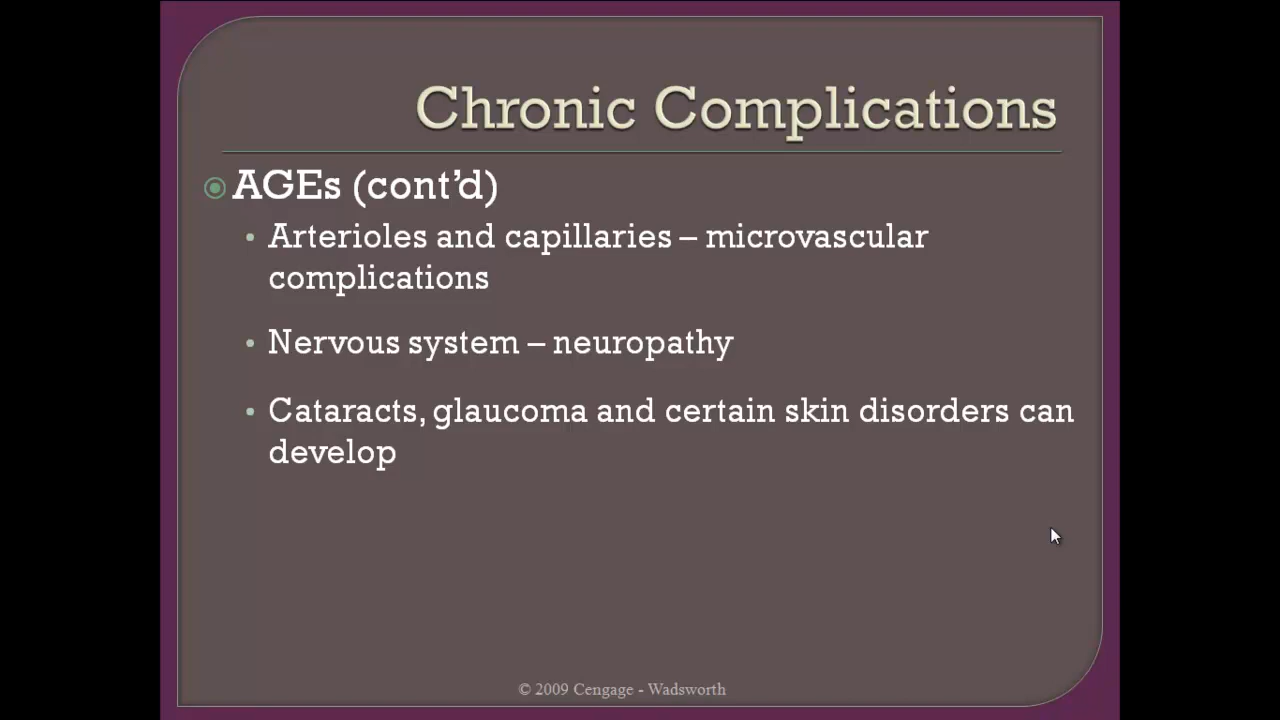 Chronic Complications
AGEs (cont’d)
• Arterioles and capillaries – microvascular
complications
• Nervous system – neuropathy
• Cataracts, glaucoma and certain skin disorders can
develop
© 2009 Cengage - Wadsworth